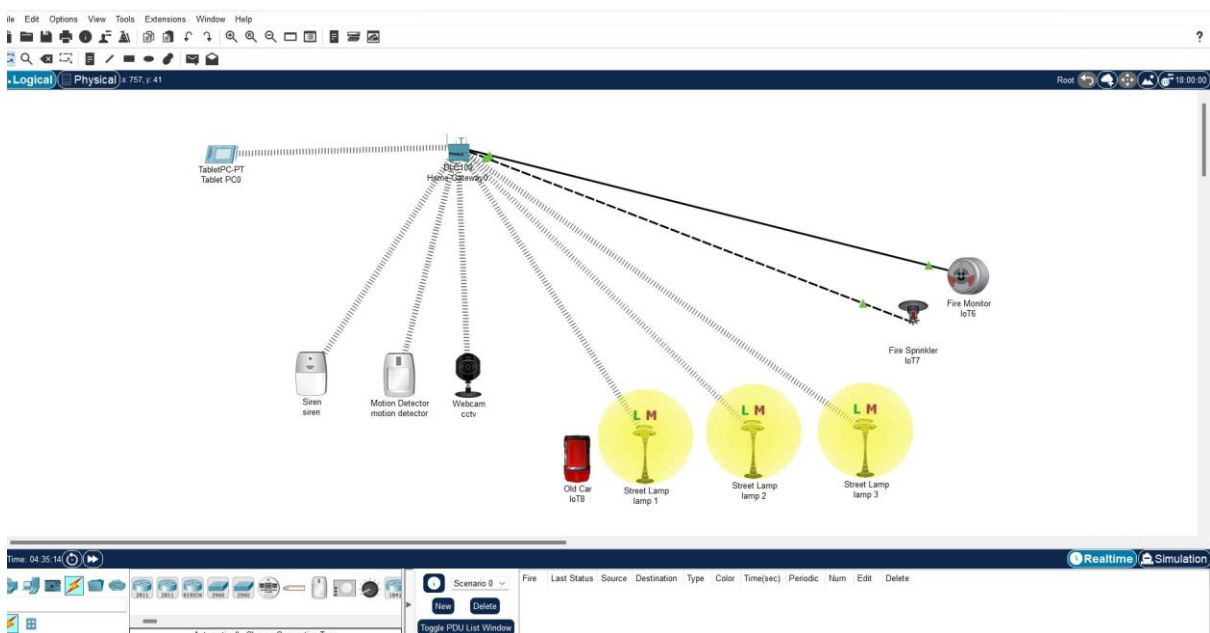 Edit Options View Tools Extensions Window Help
?
Logical Physical x: 757, y: 41
Root 18:00:00
TabletPC-PT
Tablet PC0
DLC100
Home Gateway0
Fire Monitor
IoT6
Fire Sprinkler
IoT7
Siren
siren
Motion Detector
motion detector
Webcam
cctv
L M
L M
L M
Old Car
IoT8
Street Lamp
lamp 1
Street Lamp
lamp 2
Street Lamp
lamp 3
Time: 04:35:14
Realtime Simulation
Scenario 0
Fire Last Status Source Destination Type Color Time(sec) Periodic Num Edit Delete
New Delete
Toggle PDU List Window
2811 2960 2960